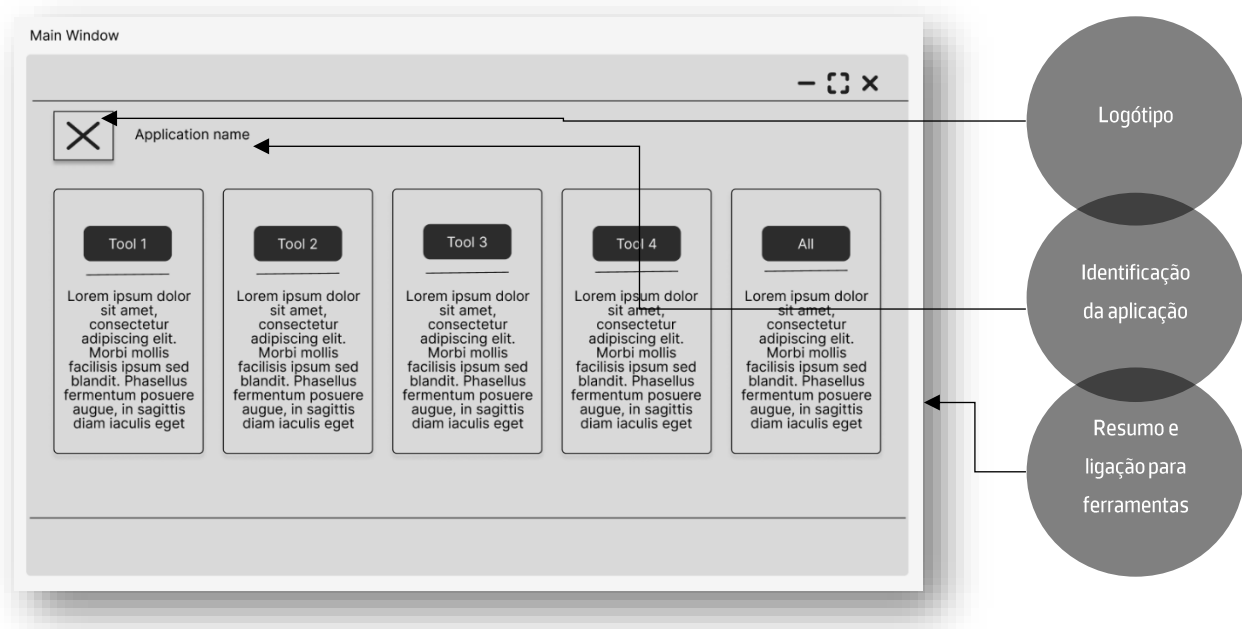 Main Window
Application name
Tool 1
Lorem ipsum dolor
sit amet,
consectetur
adipiscing elit.
Morbi mollis
facilisis ipsum sed
blandit. Phasellus
fermentum posuere
augue, in sagittis
diam iaculis eget
Tool 2
Lorem ipsum dolor
sit amet,
consectetur
adipiscing elit.
Morbi mollis
facilisis ipsum sed
blandit. Phasellus
fermentum posuere
augue, in sagittis
diam iaculis eget
Tool 3
Lorem ipsum dolor
sit amet,
consectetur
adipiscing elit.
Morbi mollis
facilisis ipsum sed
blandit. Phasellus
fermentum posuere
augue, in sagittis
diam iaculis eget
Tool 4
Lorem ipsum dolor
sit amet,
consectetur
adipiscing elit.
Morbi mollis
facilisis ipsum sed
blandit. Phasellus
fermentum posuere
augue, in sagittis
diam iaculis eget
All
Lorem ipsum dolor
sit amet,
consectetur
adipiscing elit.
Morbi mollis
facilisis ipsum sed
blandit. Phasellus
fermentum posuere
augue, in sagittis
diam iaculis eget
Logótipo
Identificação
da aplicação
Resumo e
ligação para
ferramentas